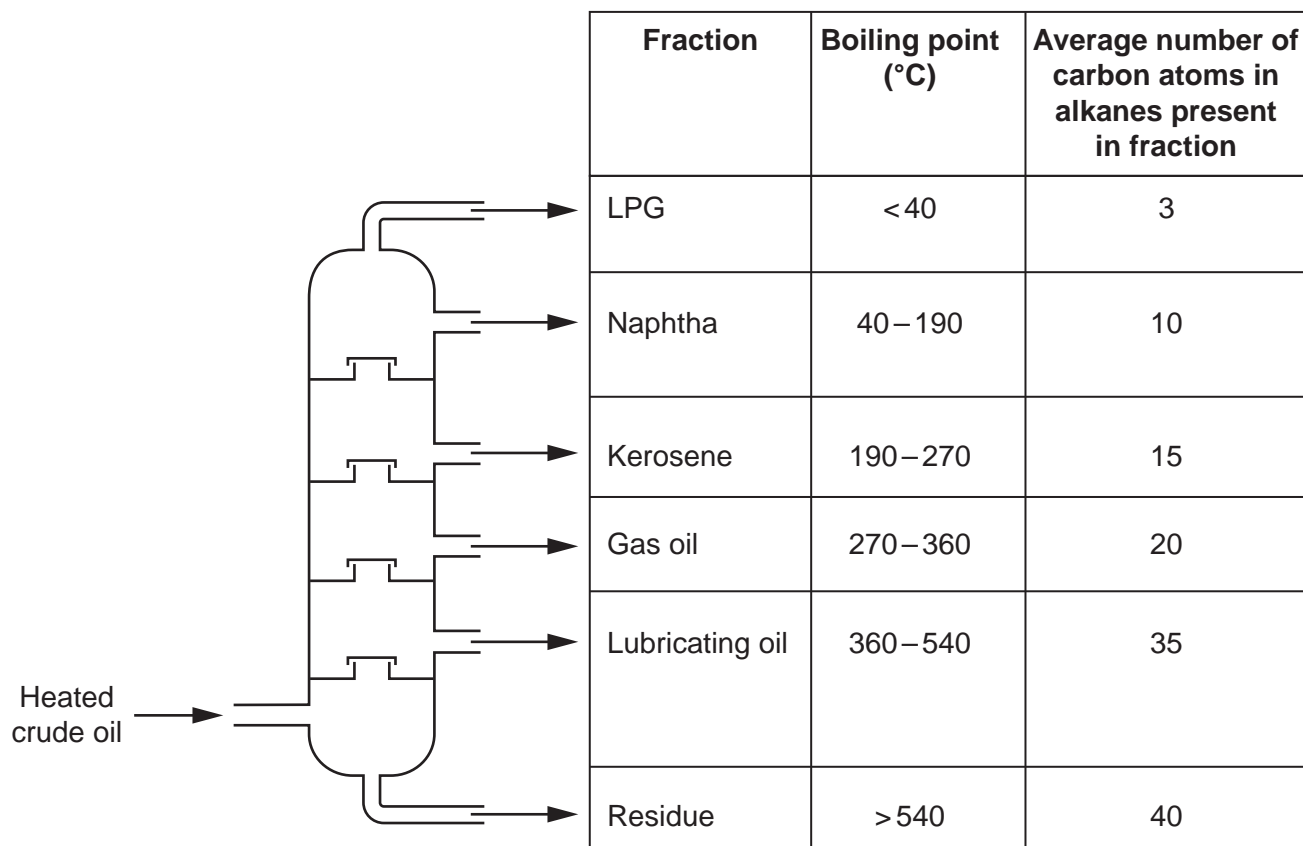 Fraction Boiling point Average number of
(°C) carbon atoms in
alkanes present
in fraction
LPG <40 3
Naphtha 40–190 10
Kerosene 190–270 15
Gas oil 270–360 20
Lubricating oil 360–540 35
Heated
crude oil
Residue >540 40